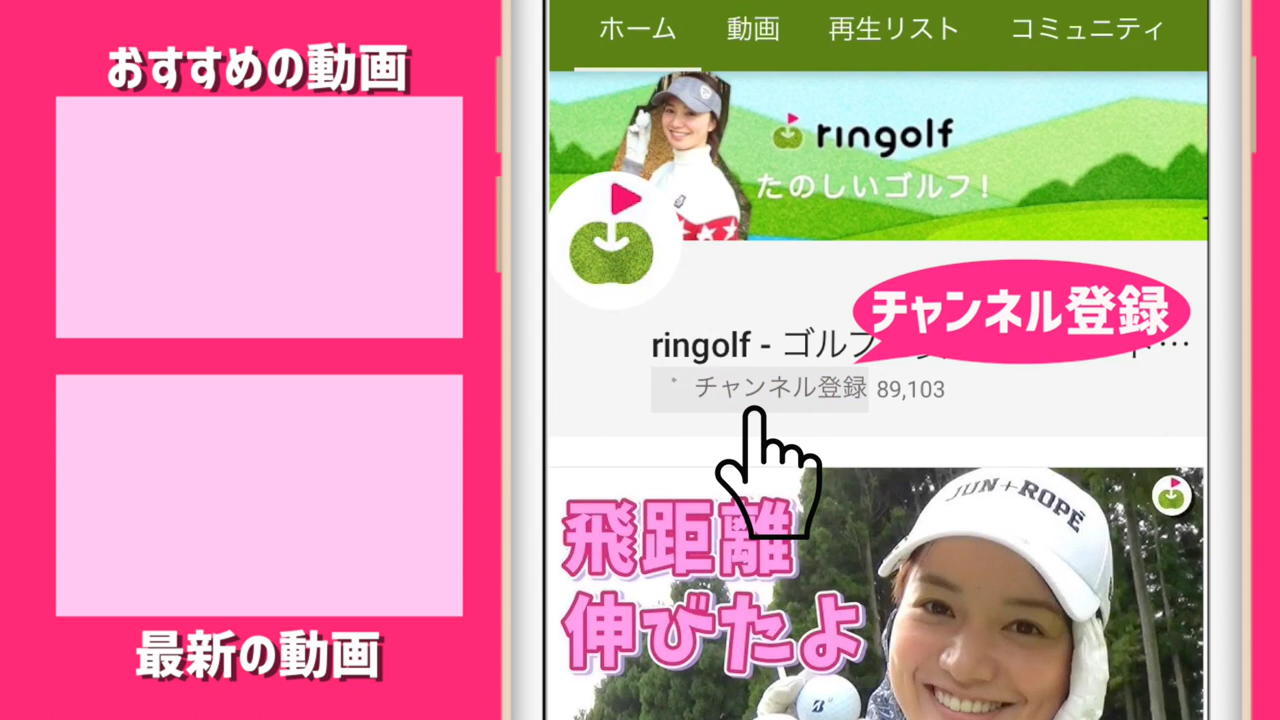 おすすめの動画
最新の動画
ホーム 動画 再生リスト コミュニティ
ringolf
たのしいゴルフ!
チャンネル登録
ringolf - ゴルフ
チャンネル登録 89,103
JUN+ROPÉ
飛距離
伸びたよ
B